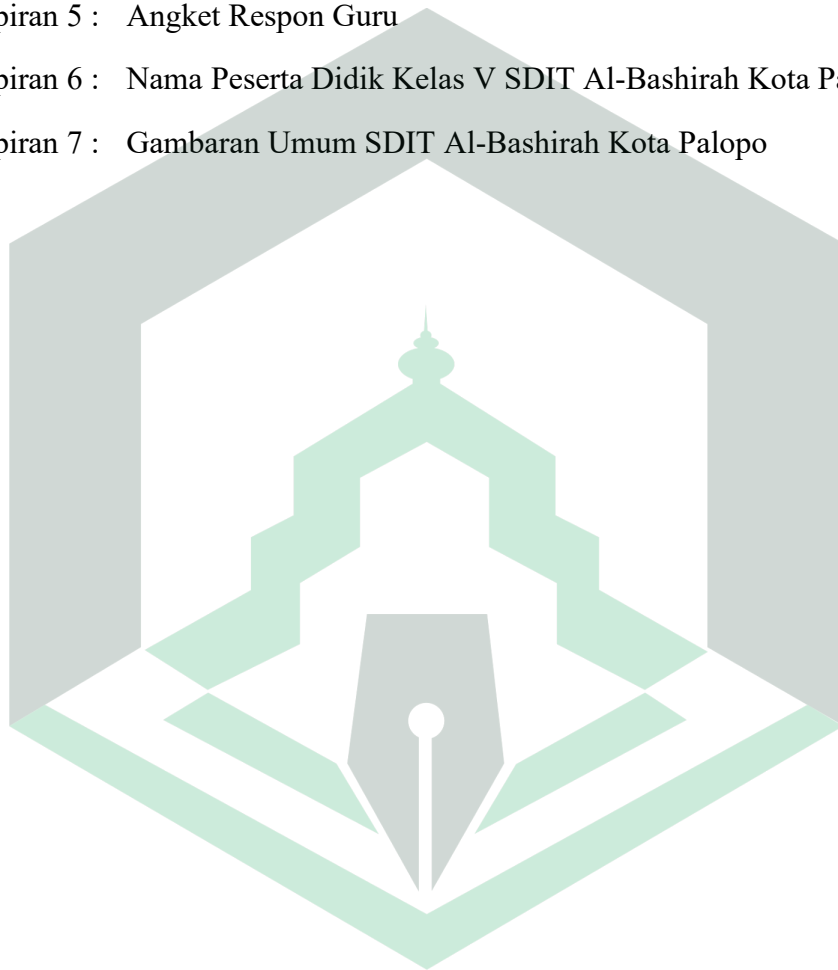 piran 5 : Angket Respon Guru
piran 6 : Nama Peserta Didik Kelas V SDIT Al-Bashirah Kota Pa
piran 7 : Gambaran Umum SDIT Al-Bashirah Kota Palopo